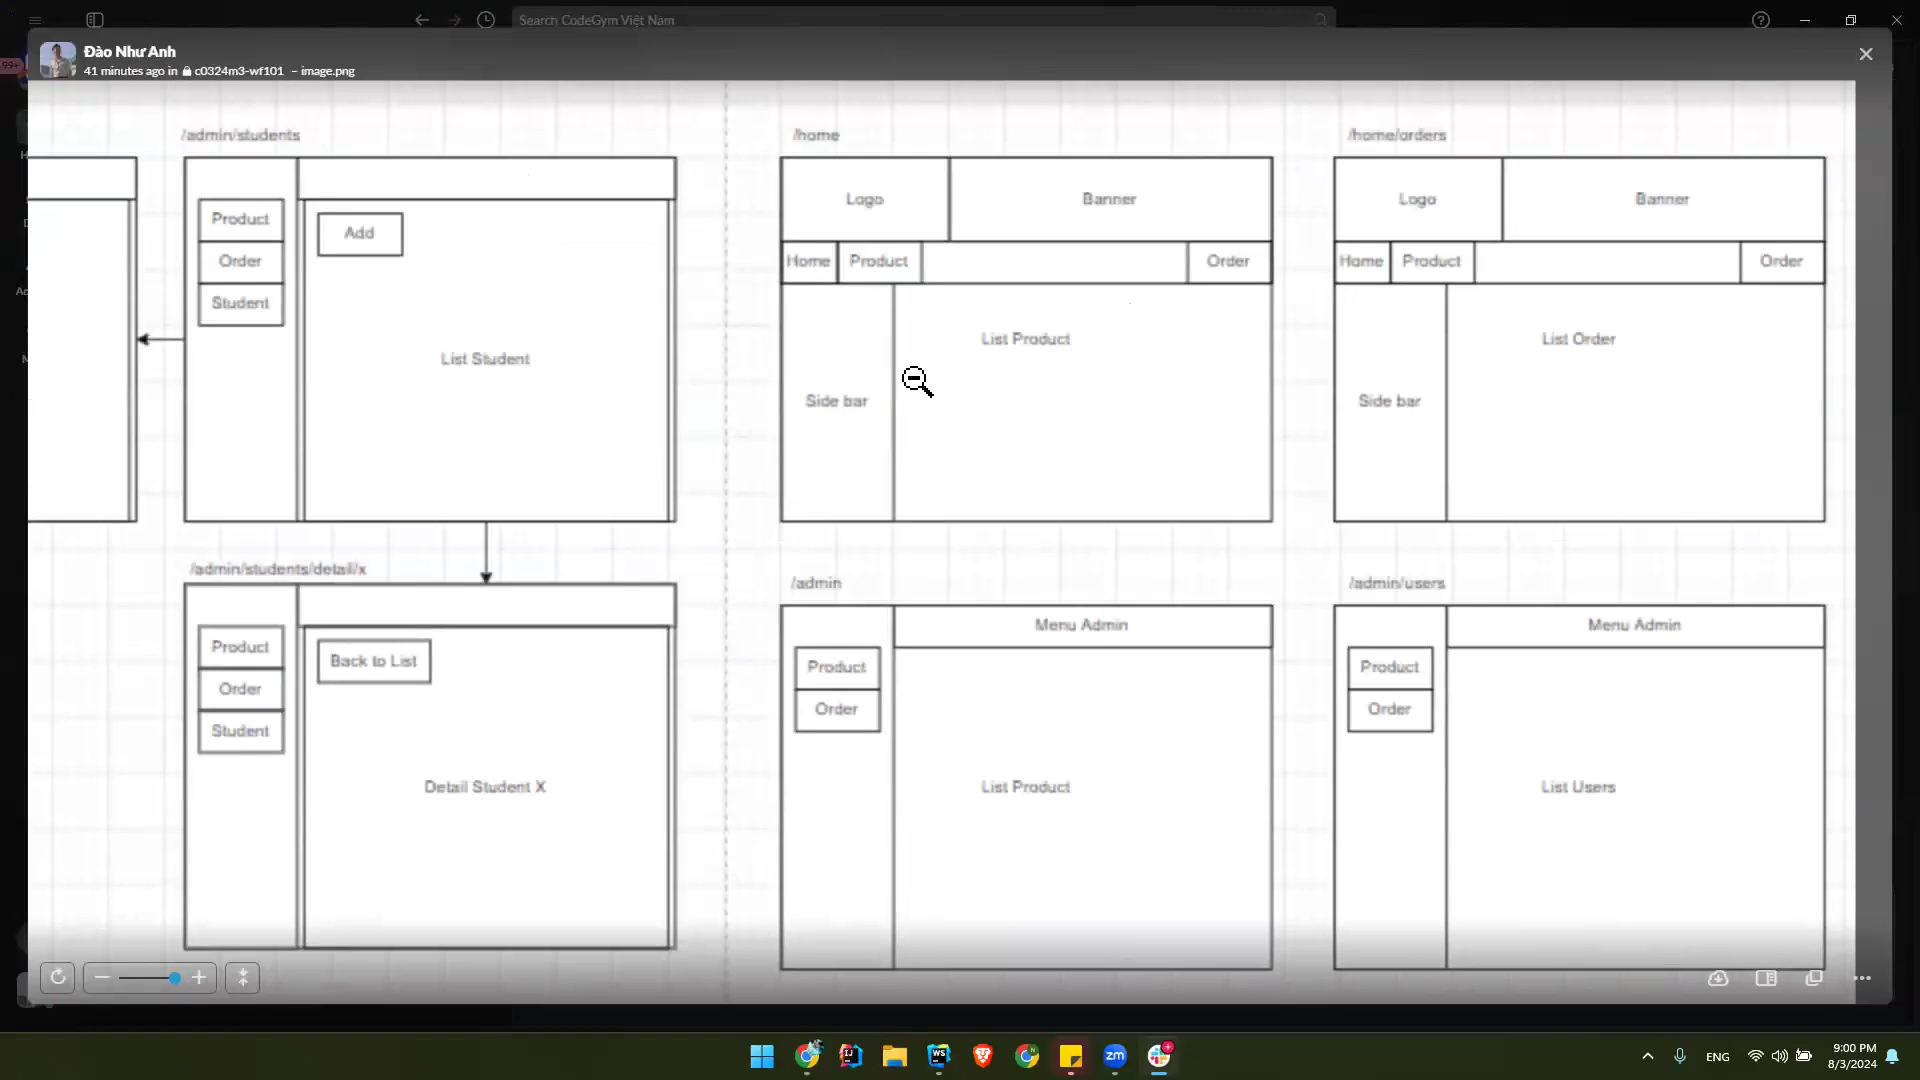 Search CodeGym Việt Nam
Đào Như Anh
99+
41 minutes ago in c0324m3-wf101 – image.png
/admin/students
Product
Order
Student
Add
List Student
/admin/students/detail/x
Product
Order
Student
Back to List
Detail Student X
/home
Logo
Banner
Home
Product
Order
Side bar
List Product
/home/orders
Logo
Banner
Home
Product
Order
Side bar
List Order
/admin
Menu Admin
Product
Order
List Product
/admin/users
Menu Admin
Product
Order
List Users
ENG
9:00 PM
8/3/2024